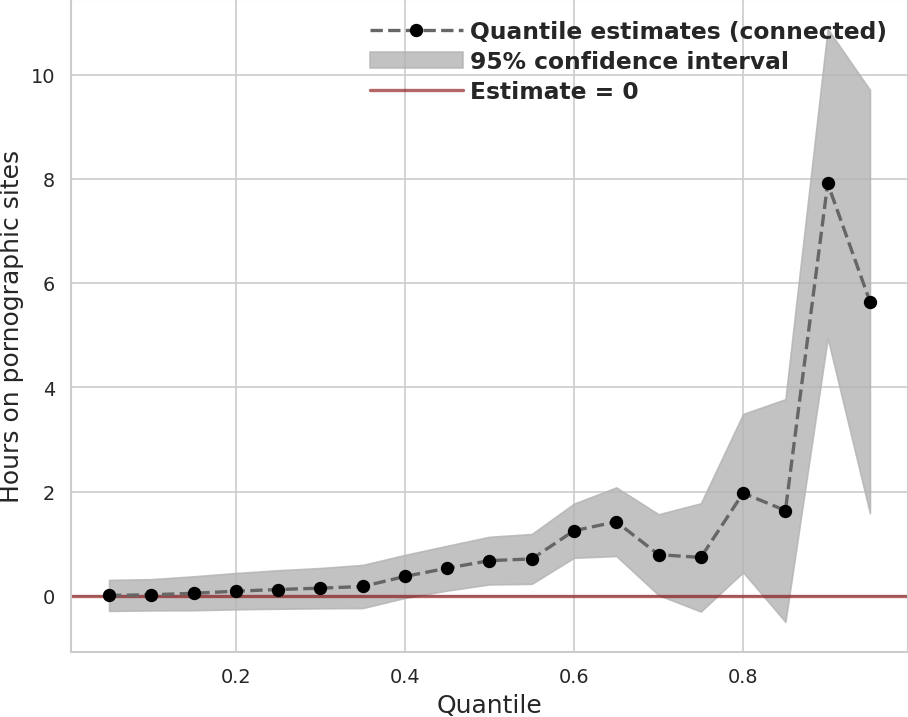 Quantile estimates (connected)
95% confidence interval
Estimate = 0
Hours on pornographic sites
10
8
6
4
2
0
0.2 0.4 0.6 0.8
Quantile